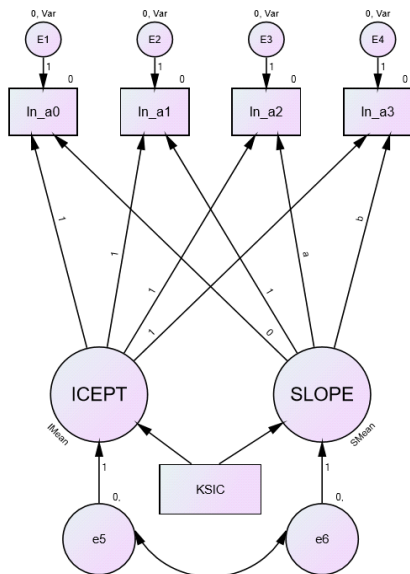 0, Var
0, Var
0, Var
0, Var
E1
E2
E3
E4
1
1
1
1
0
0
0
0
ln_a0
ln_a1
ln_a2
ln_a3
1
1
1
1
0
1
a
b
ICEPT
SLOPE
IMean
SMean
KSIC
1
1
0,
0,
e5
e6